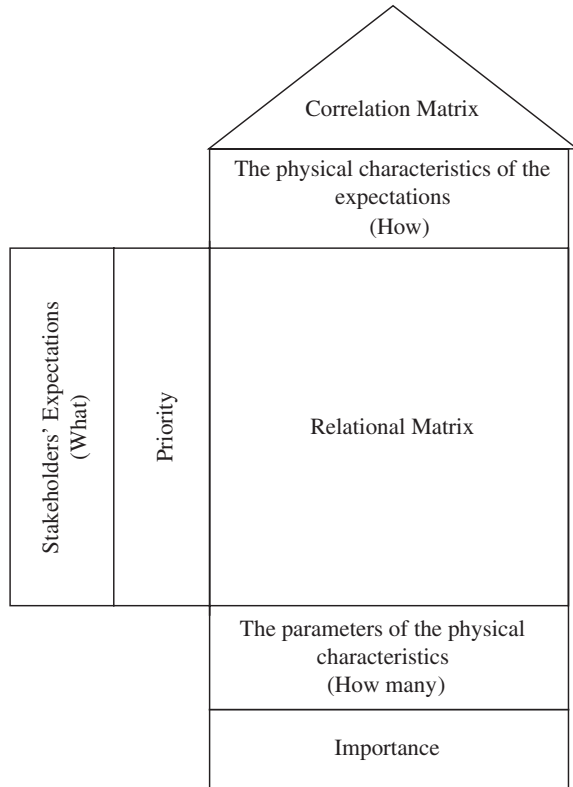 Correlation Matrix
The physical characteristics of the
expectations
(How)
Stakeholders' Expectations
(What)
Priority
Relational Matrix
The parameters of the physical
characteristics
(How many)
Importance